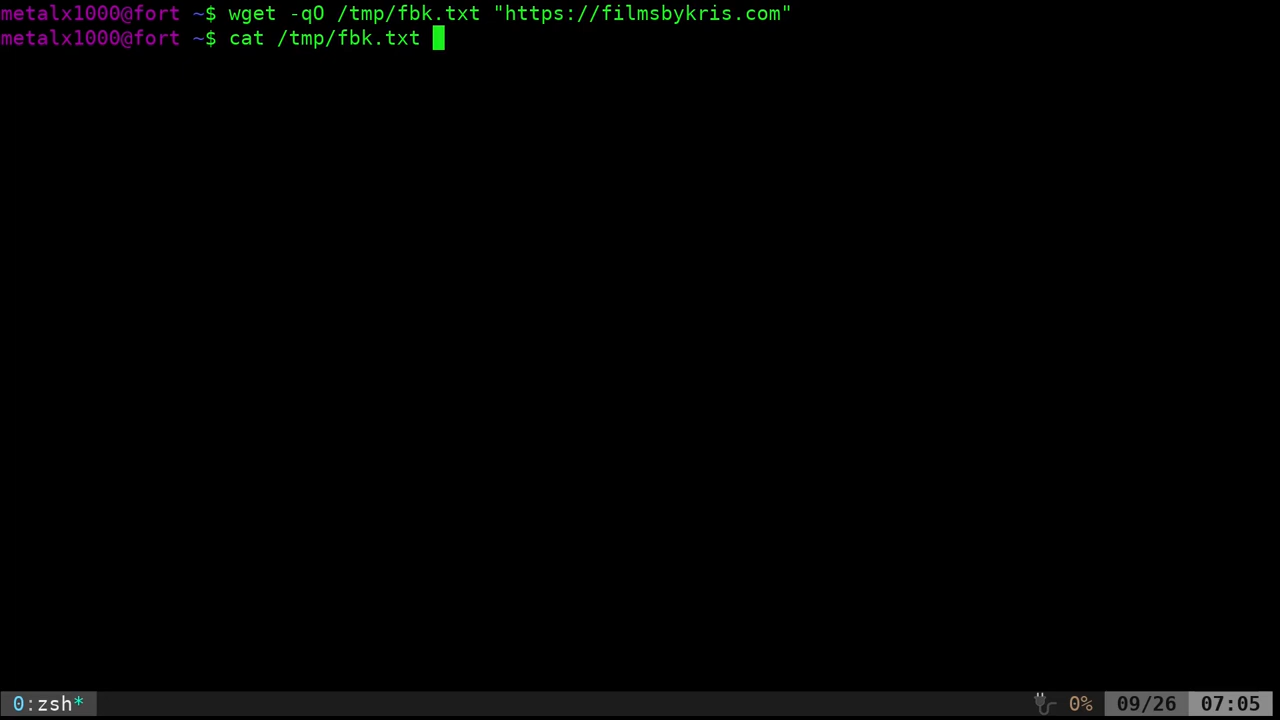 metalx1000@fort ~$ wget -qO /tmp/fbk.txt "https://filmsbykris.com"
metalx1000@fort ~$ cat /tmp/fbk.txt
0:zsh* 0% 09/26 07:05